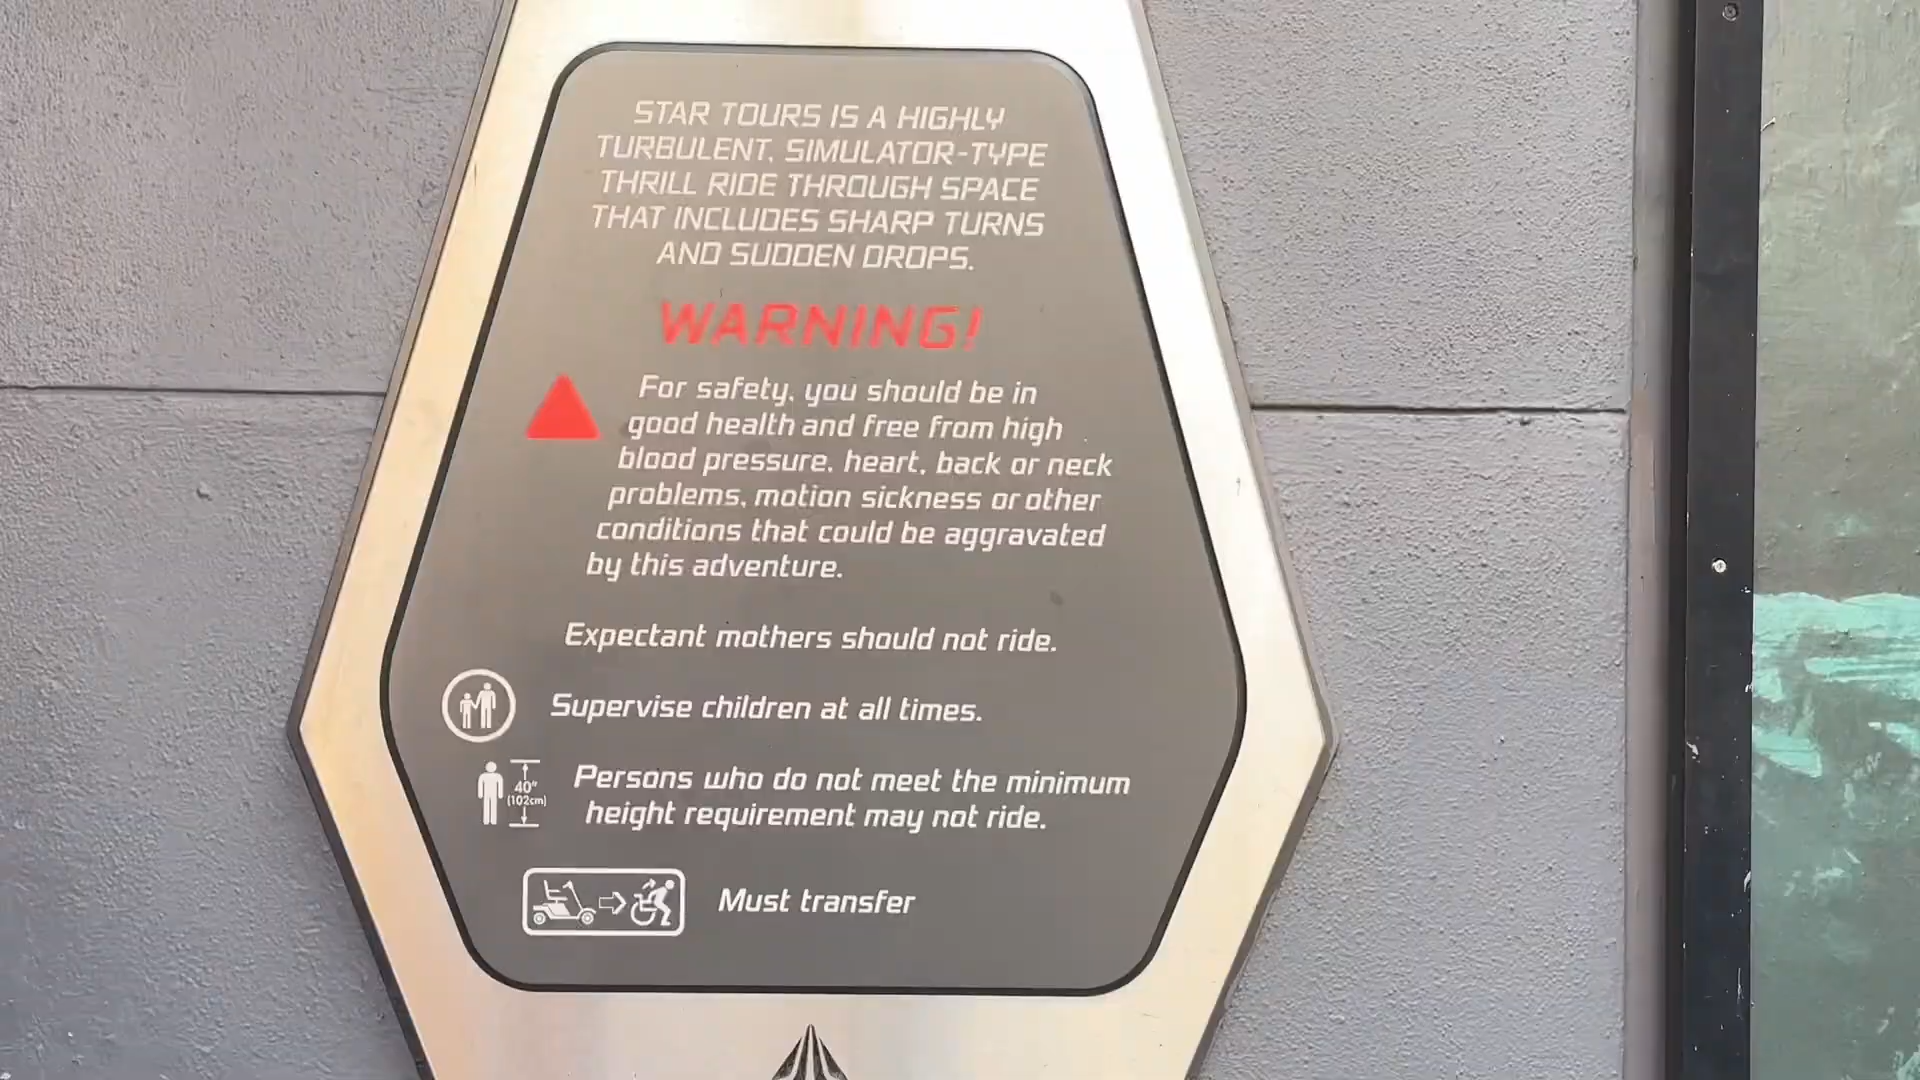 STAR TOURS IS A HIGHLY
TURBULENT, SIMULATOR-TYPE
THRILL RIDE THROUGH SPACE
THAT INCLUDES SHARP TURNS
AND SUDDEN DROPS.
WARNING!
For safety, you should be in
good health and free from high
blood pressure, heart, back or neck
problems, motion sickness or other
conditions that could be aggravated
by this adventure.
Expectant mothers should not ride.
Supervise children at all times.
40"
(102cm)
Persons who do not meet the minimum
height requirement may not ride.
Must transfer